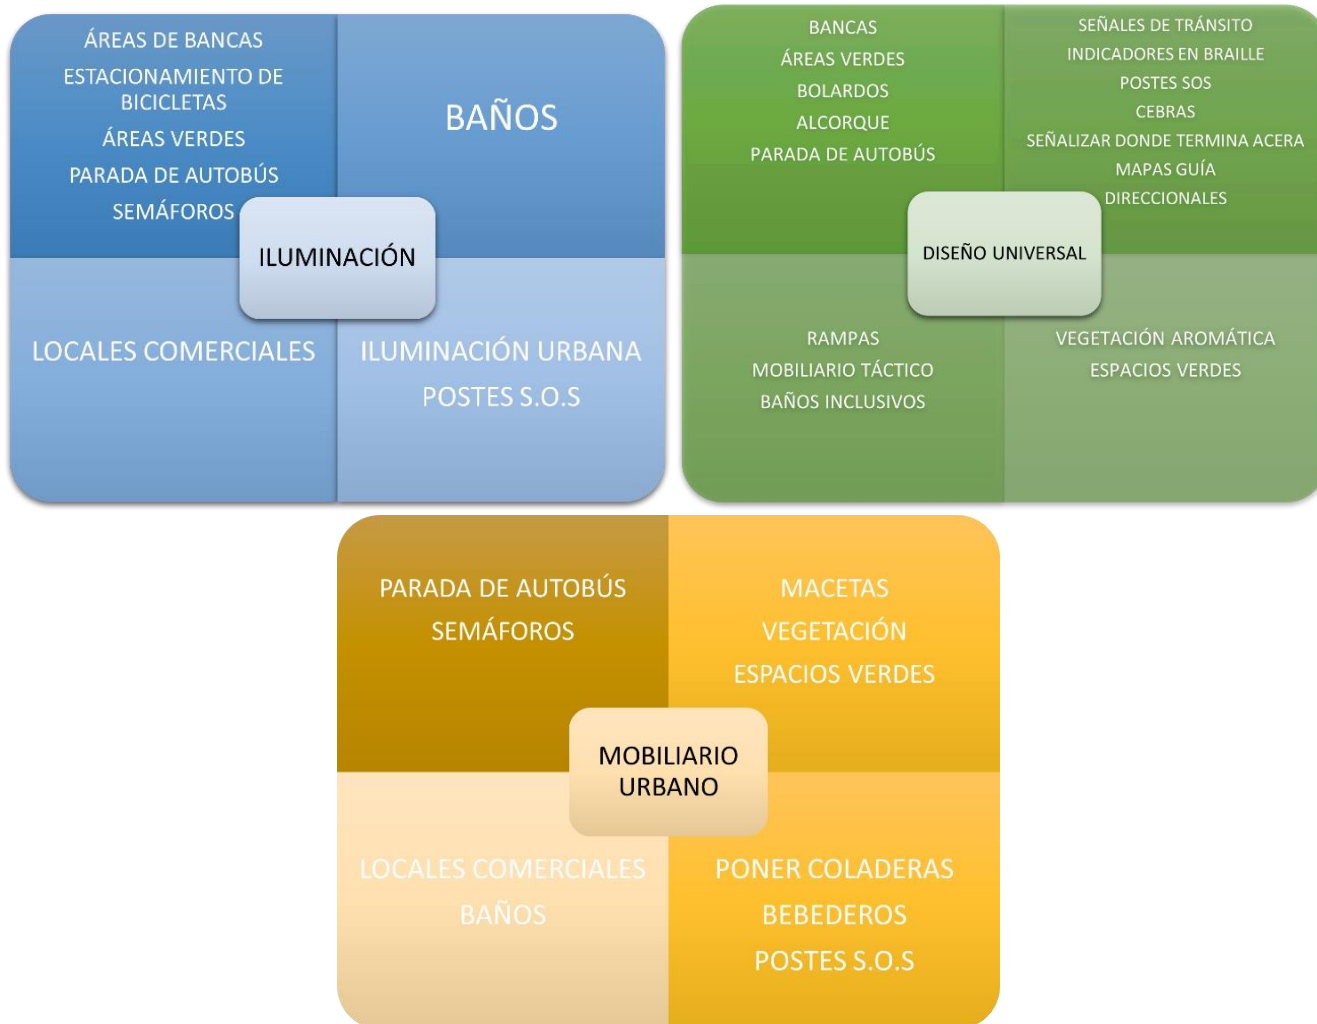 ÁREAS DE BANCAS
ESTACIONAMIENTO DE
BICICLETAS
ÁREAS VERDES
PARADA DE AUTOBÚS
SEMÁFOROS
BAÑOS
ILUMINACIÓN
LOCALES COMERCIALES
ILUMINACIÓN URBANA
POSTES S.O.S
BANCAS
ÁREAS VERDES
BOLARDOS
ALCORQUE
PARADA DE AUTOBÚS
SEÑALES DE TRÁNSITO
INDICADORES EN BRAILLE
POSTES SOS
CEBRAS
SEÑALIZAR DONDE TERMINA ACERA
MAPAS GUÍA
DIRECCIONALES
DISEÑO UNIVERSAL
RAMPAS
MOBILIARIO TÁCTICO
BAÑOS INCLUSIVOS
VEGETACIÓN AROMÁTICA
ESPACIOS VERDES
PARADA DE AUTOBÚS
SEMÁFOROS
MACETAS
VEGETACIÓN
ESPACIOS VERDES
MOBILIARIO
URBANO
LOCALES COMERCIALES
BAÑOS
PONER COLADERAS
BEBEDEROS
POSTES S.O.S